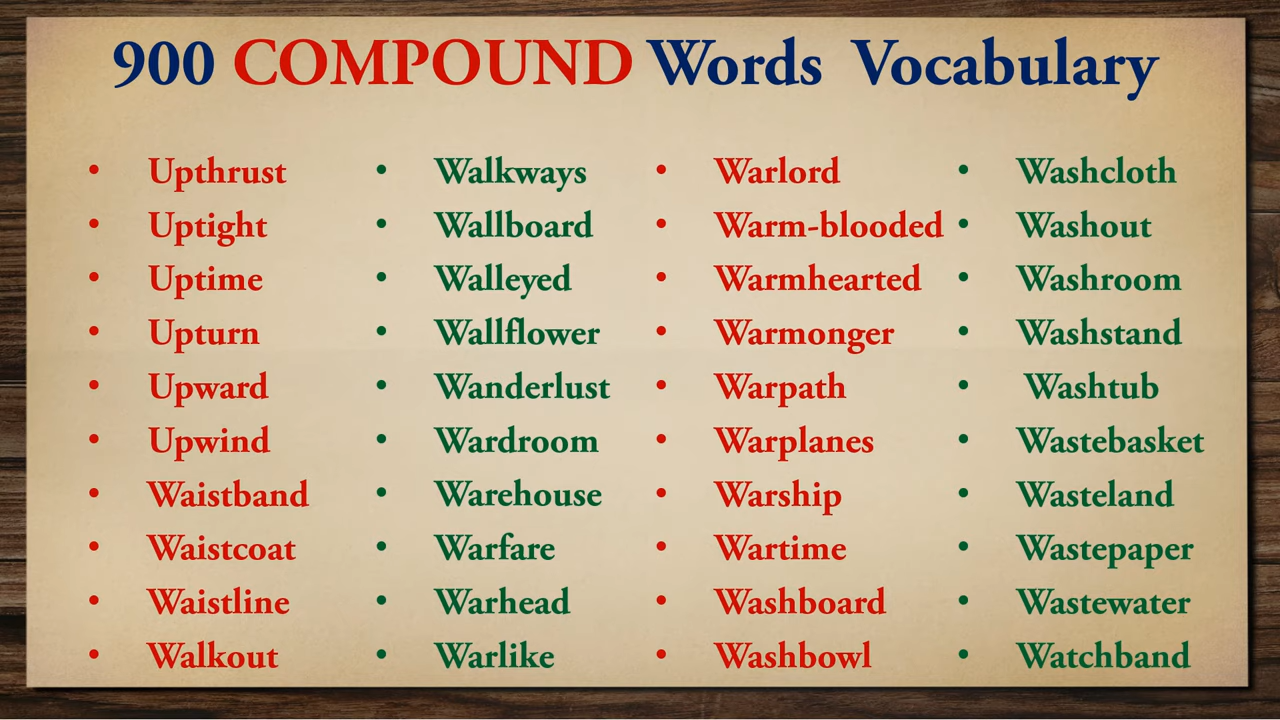 900 COMPOUND Words Vocabulary
Upthrust
Uptight
Uptime
Upturn
Upward
Upwind
Waistband
Waistcoat
Waistline
Walkout
Walkways
Wallboard
Walleyed
Wallflower
Wanderlust
Wardroom
Warehouse
Warfare
Warhead
Warlike
Warlord
Warm-blooded
Warmhearted
Warmonger
Warpath
Warplanes
Warship
Wartime
Washboard
Washbowl
Washcloth
Washout
Washroom
Washstand
Washtub
Wastebasket
Wasteland
Wastepaper
Wastewater
Watchband